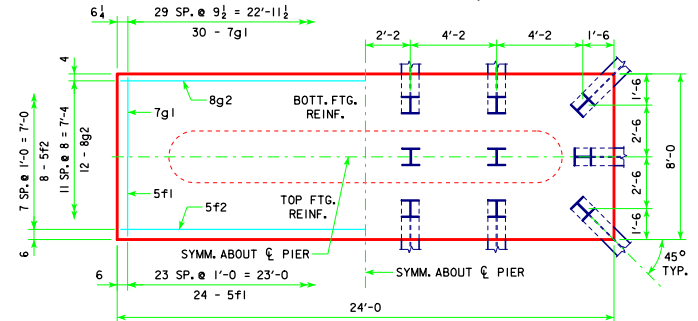 6¼
29 SP. @ 9½ = 22'-11½
30 - 7g1
2'-2
4'-2
4'-2
1'-6
4
8g2
BOTT. FTG.
REINF.
7g1
1'-6
2'-6
7 SP. @ 1'-0 = 7'-0
8 - 5f2
11 SP. @ 8 = 7'-4
12 - 8g2
8'-0
5f1
TOP FTG.
REINF.
2'-6
5f2
1'-6
6
SYMM. ABOUT ℄ PIER
45°
TYP.
6
23 SP. @ 1'-0 = 23'-0
24 - 5f1
SYMM. ABOUT ℄ PIER
24'-0